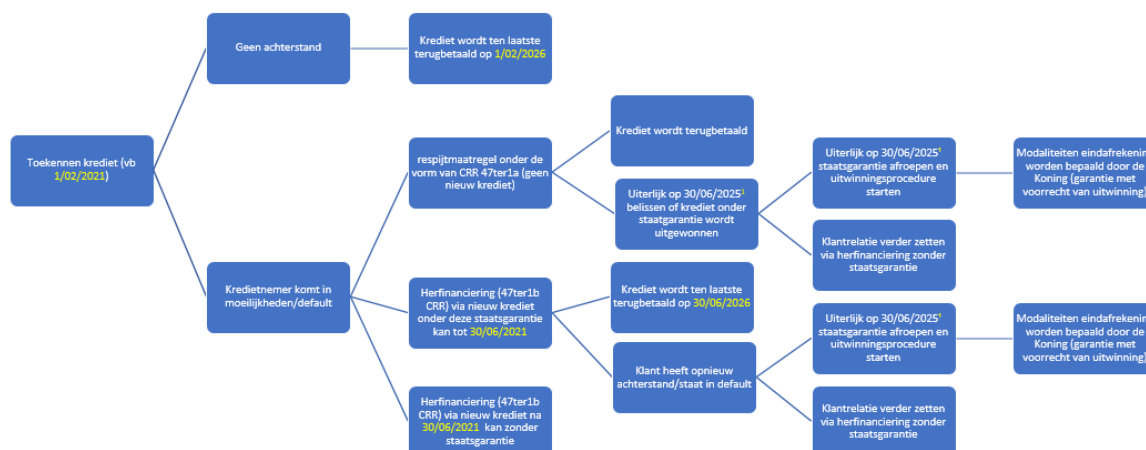 Geen achterstand
Krediet wordt ten laatste
terugbetaald op 1/02/2026
Toekennen krediet (vb
1/02/2021)
Kredietnemer komt in
moeilijkheden/default
respijtmaatregel onder de
vorm van CRR 47ter1a (geen
nieuw krediet)
Krediet wordt terugbetaald
Uiterlijk op 30/06/2025¹
belissen of krediet onder
staatgarantie wordt
uitgewonnen
Uiterlijk op 30/06/2025¹
staatsgarantie afroepen en
uitwinningsprocedure
starten
Modaliteiten eindafrekening
worden bepaald door de
Koning (garantie met
voorrecht van uitwinning)
Klantrelatie verder zetten
via herfinanciering zonder
staatsgarantie
Herfinanciering (47ter1b
CRR) via nieuw krediet
onder deze staatsgarantie
kan tot 30/06/2021
Krediet wordt ten laatste
terugbetaald op 30/06/2026
Klant heeft opnieuw
achterstand/staat in default
Uiterlijk op 30/06/2025¹
staatsgarantie afroepen en
uitwinningsprocedure
starten
Modaliteiten eindafrekening
worden bepaald door de
Koning (garantie met
voorrecht van uitwinning)
Klantrelatie verder zetten
via herfinanciering zonder
staatsgarantie
Herfinanciering (47ter1b
CRR) via nieuw krediet na
30/06/2021 kan zonder
staatsgarantie